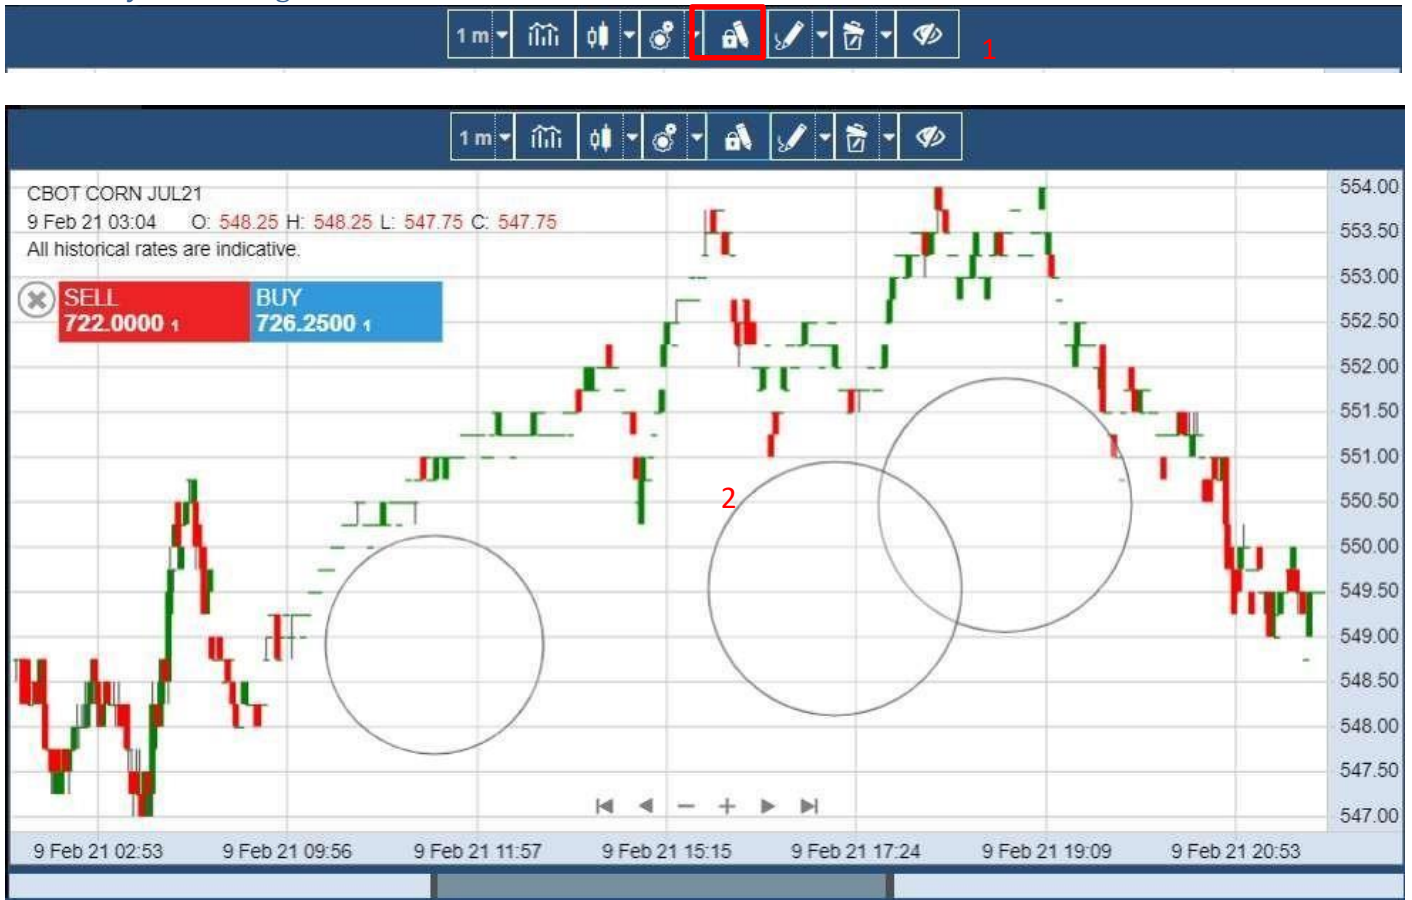 1 m
1
1 m
CBOT CORN JUL21
9 Feb 21 03:04 O: 548.25 H: 548.25 L: 547.75 C: 547.75
All historical rates are indicative.
SELL
722.0000 1
BUY
726.2500 1
2
554.00
553.50
553.00
552.50
552.00
551.50
551.00
550.50
550.00
549.50
549.00
548.50
548.00
547.50
547.00
9 Feb 21 02:53 9 Feb 21 09:56 9 Feb 21 11:57 9 Feb 21 15:15 9 Feb 21 17:24 9 Feb 21 19:09 9 Feb 21 20:53